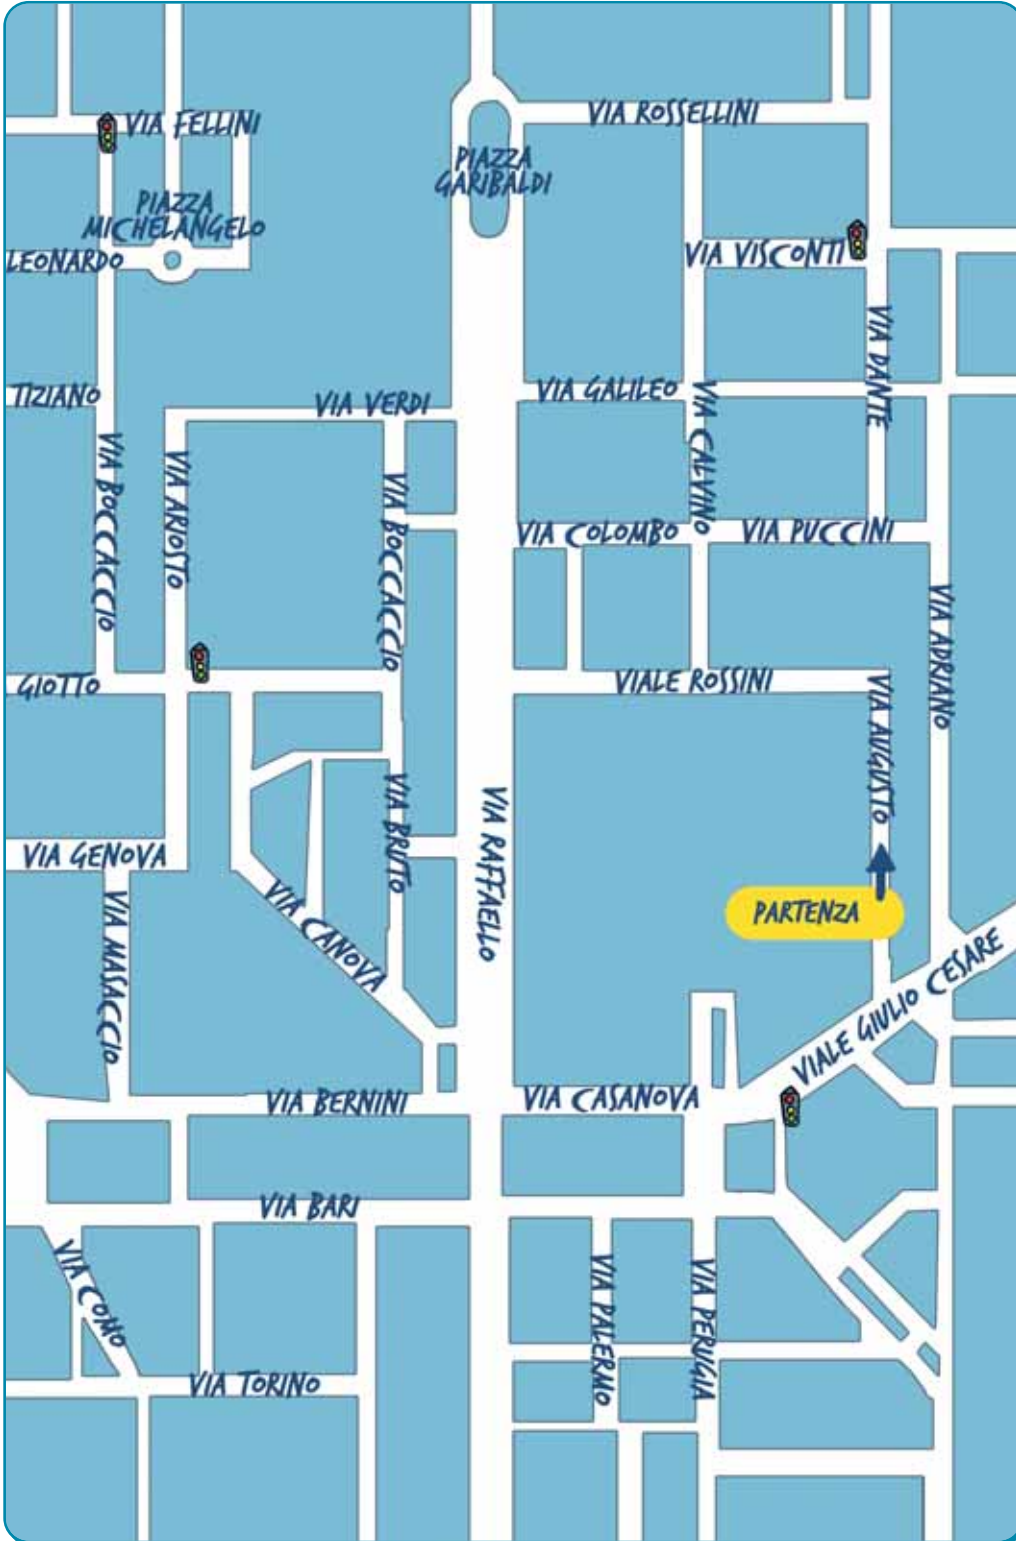 VIA FELLINI
VIA ROSSELLINI
PIAZZA
GARIBALDI
PIAZZA
MICHELANGELO
LEONARDO
VIA VISCONTI
VIA DANTE
TIZIANO
VIA VERDI
VIA GALILEO
VIA CALVINO
VIA BOCCACCIO
VIA ARIOSTO
VIA BOCCACCIO
VIA COLOMBO
VIA PUCCINI
VIA ADRIANO
GIOTTO
VIALE ROSSINI
VIA AUGUSTO
VIA BRUTO
VIA RAFFAELLO
VIA GENOVA
VIA MASACCIO
VIA CANOVA
PARTENZA
VIALE GIULIO CESARE
VIA BERNINI
VIA CASANOVA
VIA BARI
VIA COMO
VIA PALERMO
VIA PERUGIA
VIA TORINO